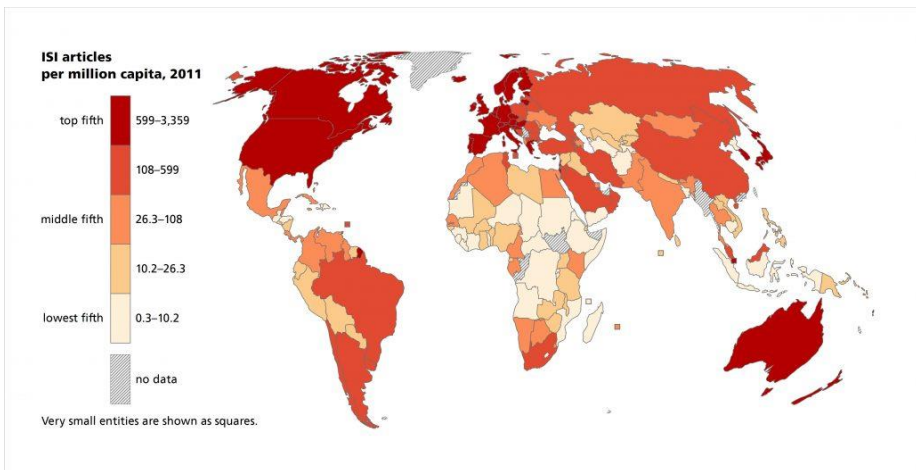 ISI articles
per million capita, 2011
top fifth 599–3,359
108–599
middle fifth 26.3–108
10.2–26.3
lowest fifth 0.3–10.2
no data
Very small entities are shown as squares.